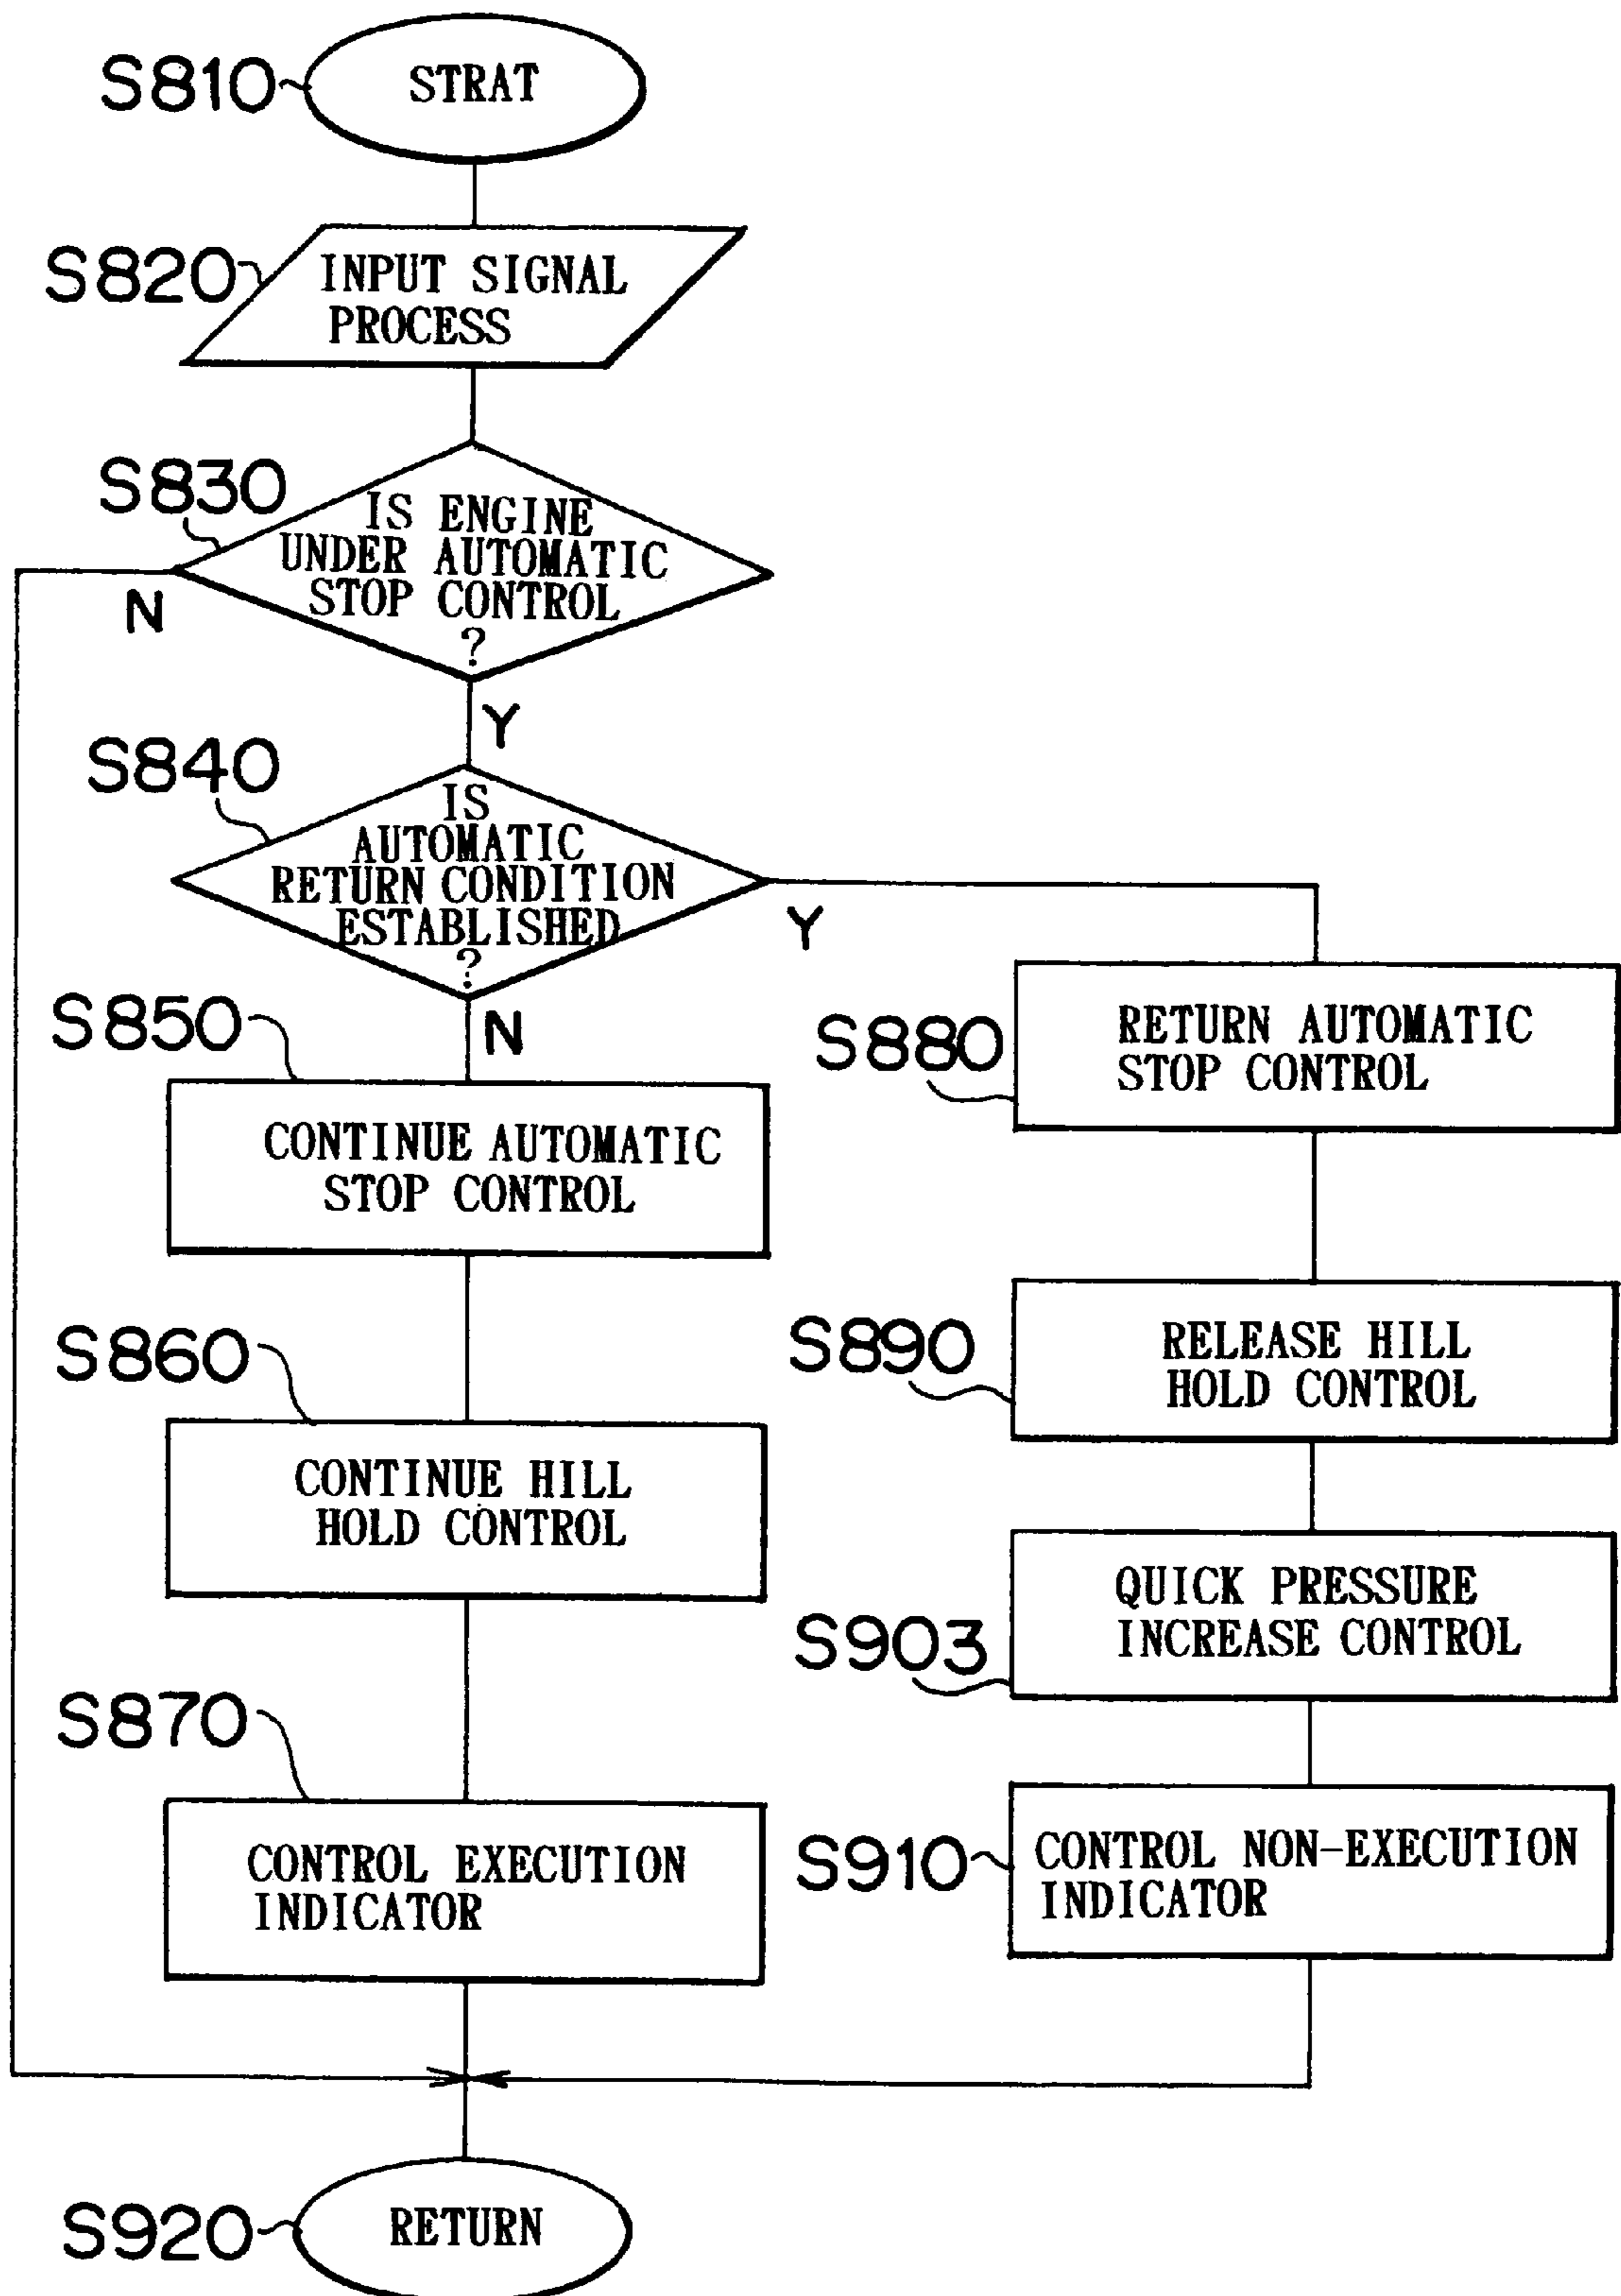 S810
STRAT
S820
INPUT SIGNAL
PROCESS
S830
IS ENGINE
UNDER AUTOMATIC
STOP CONTROL
?
N
Y
S840
IS
AUTOMATIC
RETURN CONDITION
ESTABLISHED
?
Y
N
S850
CONTINUE AUTOMATIC
STOP CONTROL
S860
CONTINUE HILL
HOLD CONTROL
S870
CONTROL EXECUTION
INDICATOR
S880
RETURN AUTOMATIC
STOP CONTROL
S890
RELEASE HILL
HOLD CONTROL
S903
QUICK PRESSURE
INCREASE CONTROL
S910
CONTROL NON-EXECUTION
INDICATOR
S920
RETURN